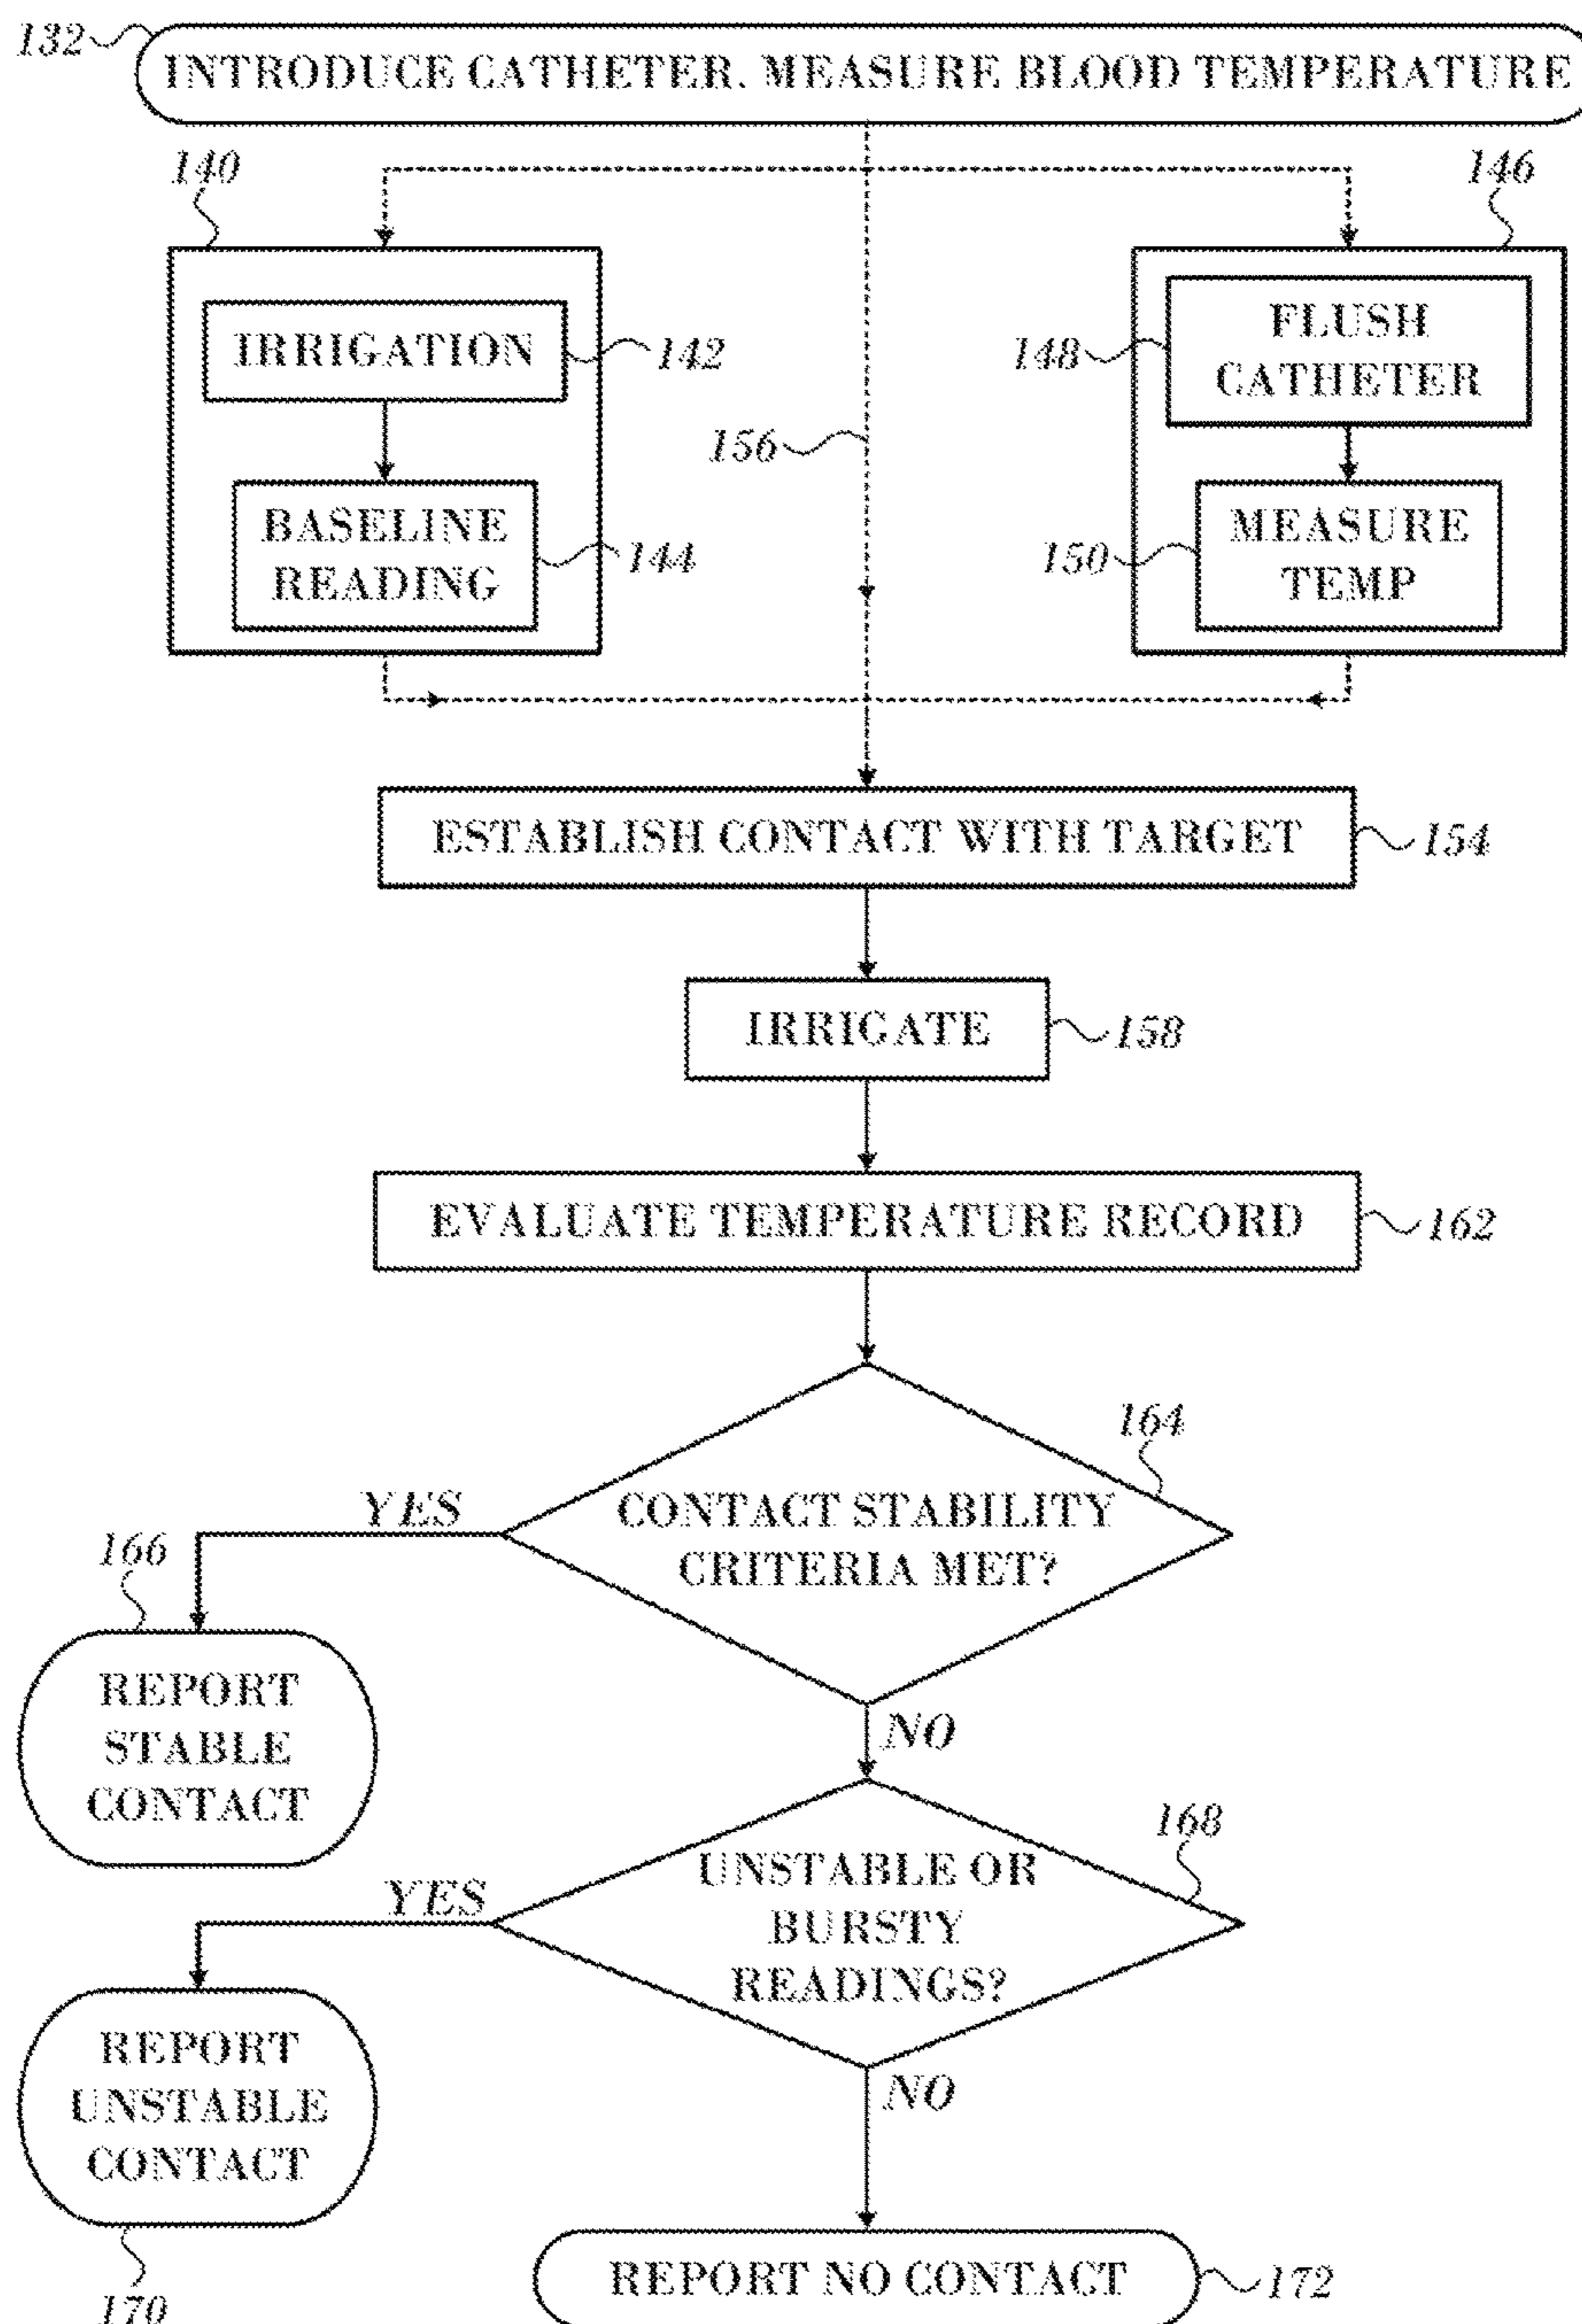 132
INTRODUCE CATHETER. MEASURE BLOOD TEMPERATURE
140
146
IRRIGATION
142
BASELINE
READING
144
156
148
FLUSH
CATHETER
150
MEASURE
TEMP
ESTABLISH CONTACT WITH TARGET
154
IRRIGATE
158
EVALUATE TEMPERATURE RECORD
162
164
CONTACT STABILITY
CRITERIA MET?
YES
166
REPORT
STABLE
CONTACT
NO
168
UNSTABLE OR
BURSTY
READINGS?
YES
REPORT
UNSTABLE
CONTACT
170
NO
REPORT NO CONTACT
172